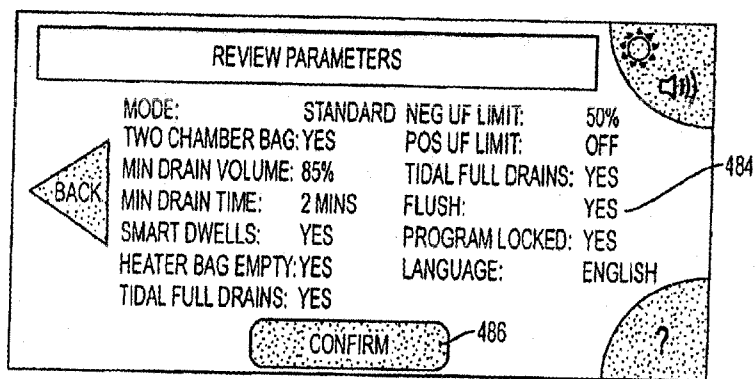 REVIEW PARAMETERS
MODE: STANDARD
TWO CHAMBER BAG: YES
MIN DRAIN VOLUME: 85%
MIN DRAIN TIME: 2 MINS
SMART DWELLS: YES
HEATER BAG EMPTY: YES
TIDAL FULL DRAINS: YES
NEG UF LIMIT: 50%
POS UF LIMIT: OFF
TIDAL FULL DRAINS: YES
FLUSH: YES
PROGRAM LOCKED: YES
LANGUAGE: ENGLISH
BACK
484
CONFIRM
486
?